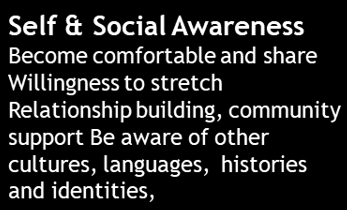 Self & Social Awareness
Become comfortable and share
Willingness to stretch
Relationship building, community
support Be aware of other
cultures, languages,  histories
and identities,